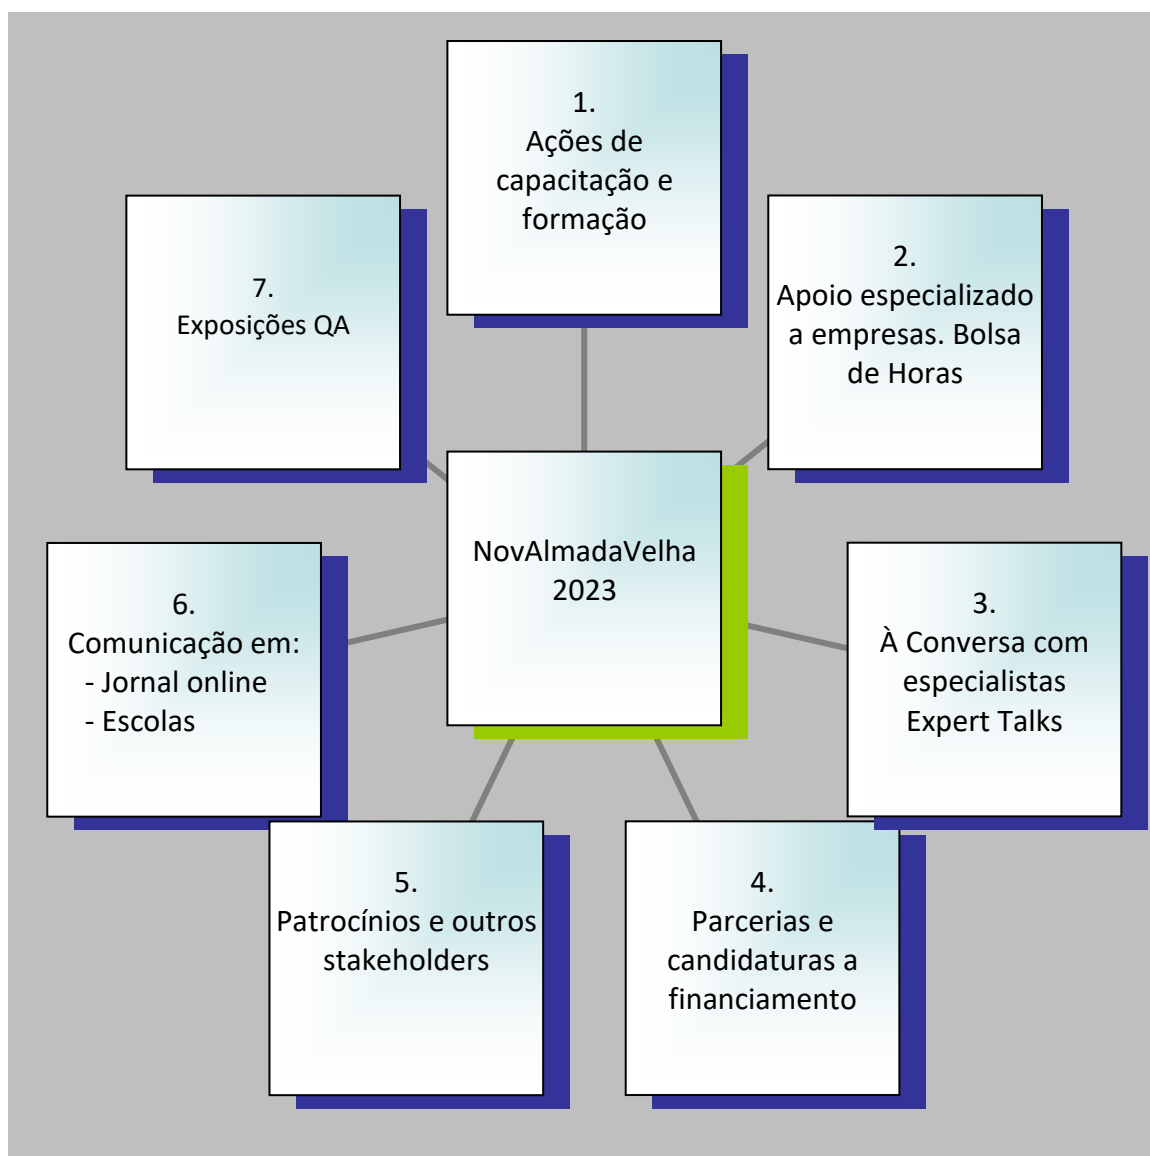 1.
Ações de
capacitação e
formação
2.
Apoio especializado
a empresas. Bolsa
de Horas
3.
À Conversa com
especialistas
Expert Talks
4.
Parcerias e
candidaturas a
financiamento
5.
Patrocínios e outros
stakeholders
6.
Comunicação em:
- Jornal online
- Escolas
7.
Exposições QA
NovAlmadaVelha
2023